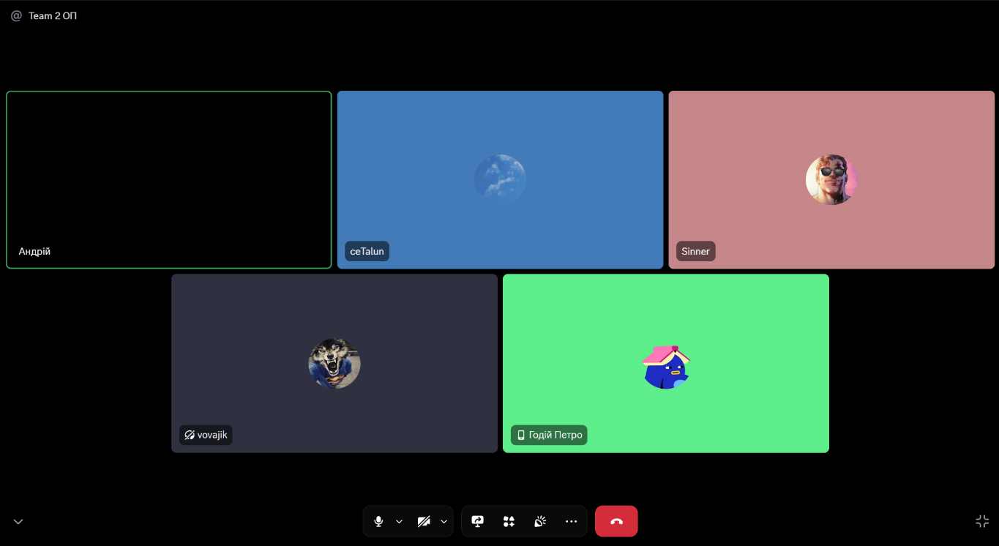 @ Team 2 ОП
Андрій
ceTalun
Sinner
vovajik
Годій Петро